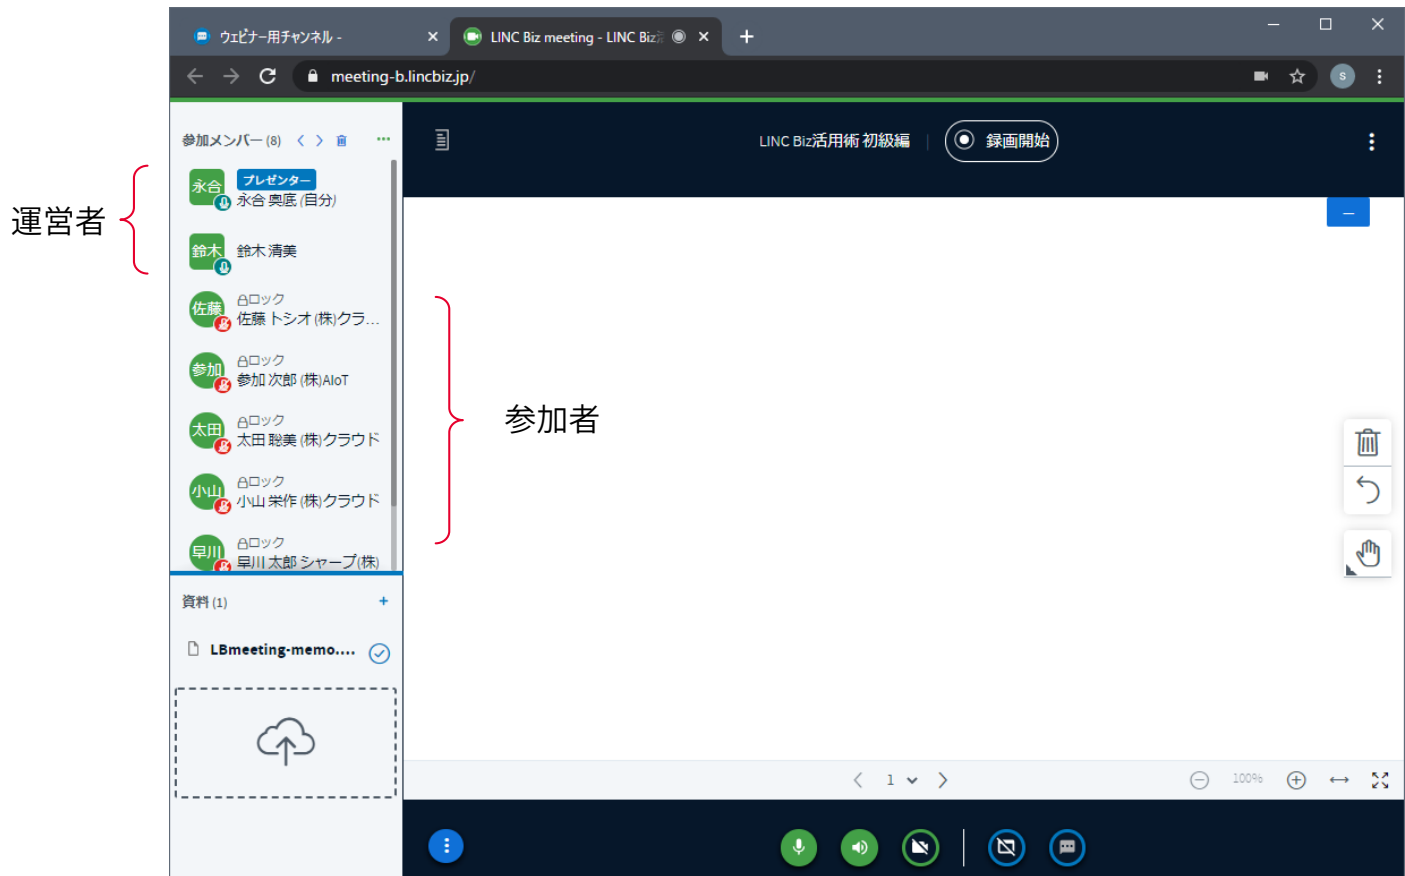 ウェビナー用チャンネル -
LINC Biz meeting - LINC Biz
meeting-b.lincbiz.jp/
S
参加メンバー (8)
LINC Biz活用術 初級編
録画開始
運営者
永合
プレゼンター
永合 奥底 (自分)
鈴木
鈴木 清美
佐藤
ロック
佐藤 トシオ (株)クラ...
参加
ロック
参加 次郎 (株)AIoT
参加者
太田
ロック
太田 聡美 (株)クラウド
小山
ロック
小山 栄作 (株)クラウド
早川
ロック
早川 太郎 シャープ(株)
資料 (1)
LBmeeting-memo....
1
100%